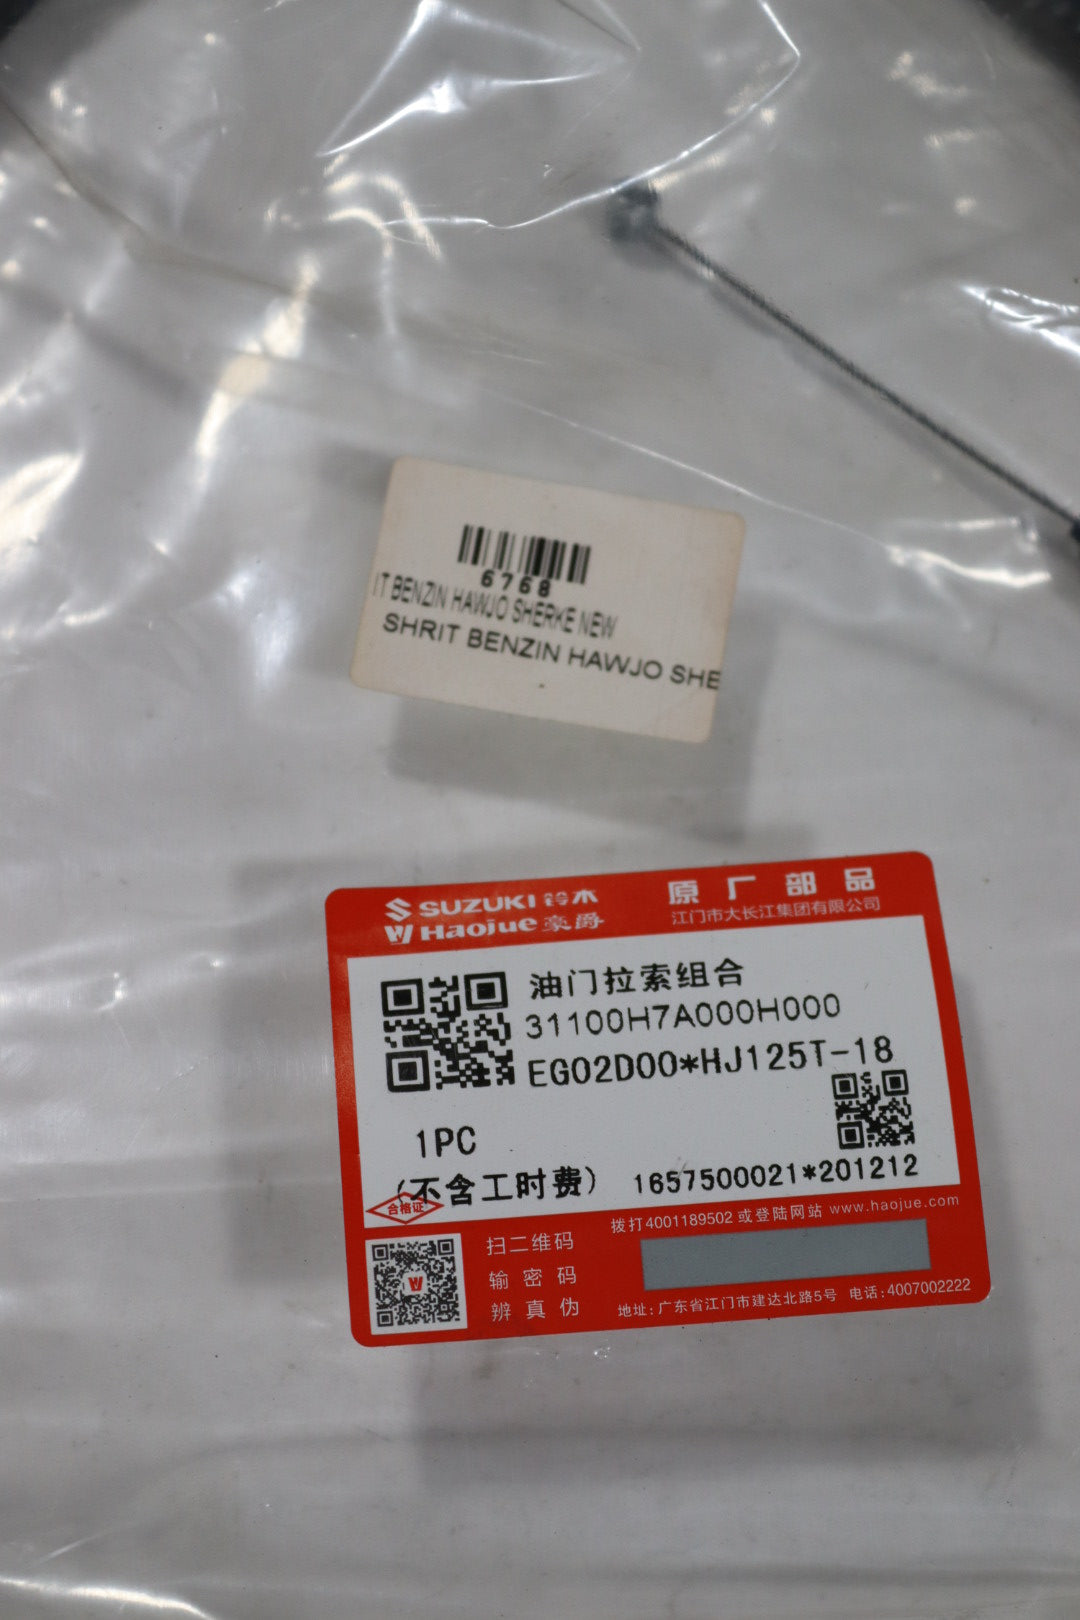 6768
IT BENZIN HAWJO SHERKE NEW
SHRIT BENZIN HAWJO SHE
SUZUKI 铃木
Haojue 豪爵
原厂部品
江门市大长江集团有限公司
油门拉索组合
31100H7A000H000
EG02D00*HJ125T-18
1PC
(不含工时费)
1657500021*201212
合格证
拨打4001189502 或登陆网站 www.haojue.com
扫二维码
输密码
辨真伪
地址:广东省江门市建达北路5号 电话:4007002222